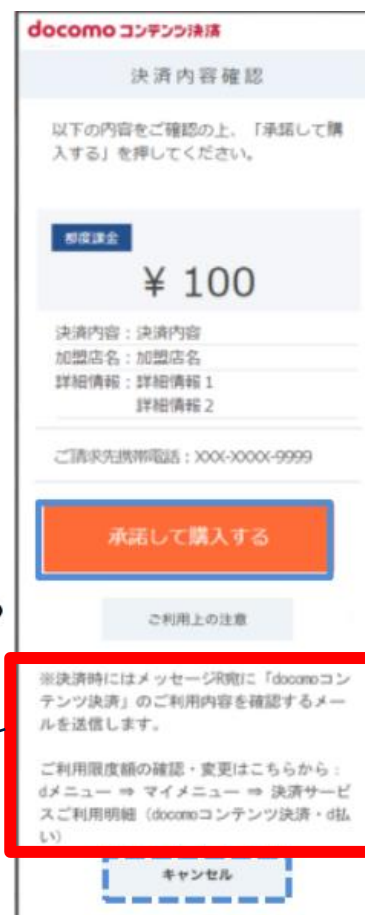 docomo コンテンツ決済
決済内容確認
以下の内容をご確認の上、「承諾して購
入する」を押してください。
都度課金
¥ 100
決済内容：決済内容
加盟店名：加盟店名
詳細情報：詳細情報１
詳細情報２
ご請求先携帯電話：XXX-XXXX-9999
承諾して購入する
ご利用上の注意
※決済時にはメッセージR宛に「docomoコン
テンツ決済」のご利用内容を確認するメー
ルを送信します。
ご利用限度額の確認・変更はこちらから：
dメニュー ⇒ マイメニュー ⇒ 決済サービ
スご利用明細（docomoコンテンツ決済・d払
い）
キャンセル